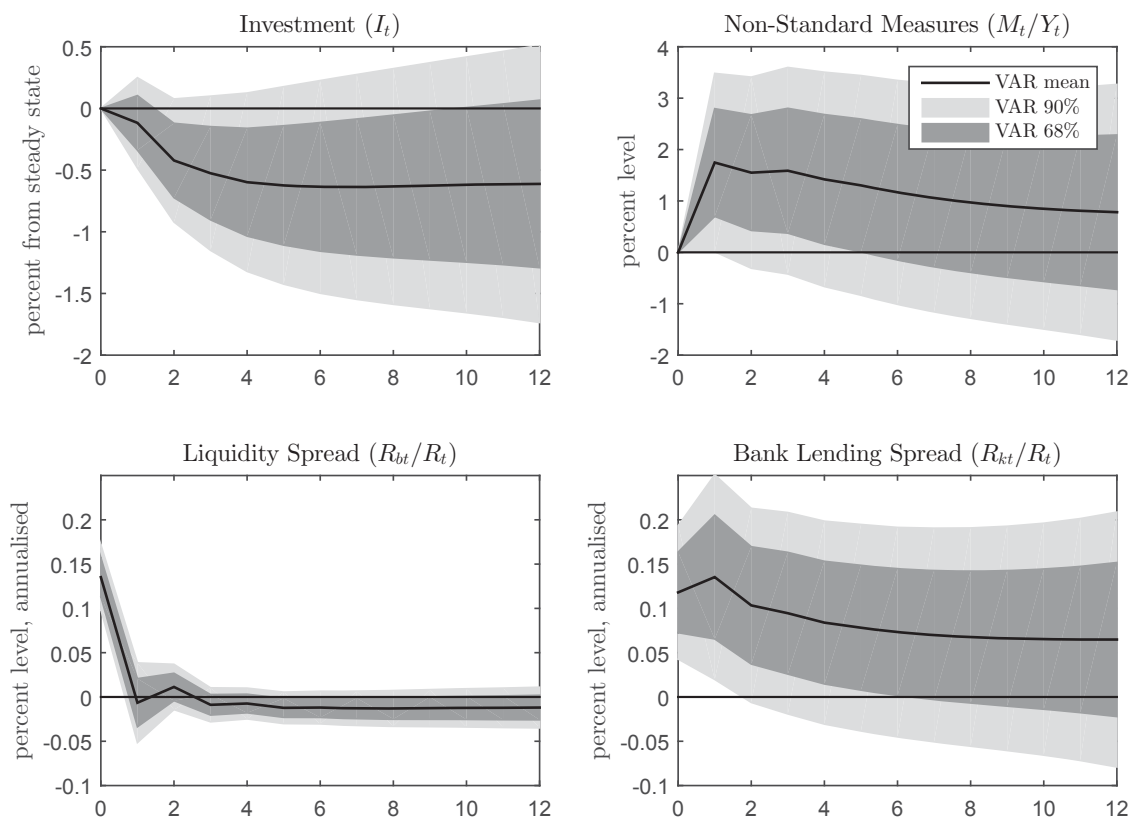 Investment (I_t)
percent from steady state
0.5
0
-0.5
-1
-1.5
-2
0 2 4 6 8 10 12
Non-Standard Measures (M_t/Y_t)
percent level
4
3
2
1
0
-1
-2
VAR mean
VAR 90%
VAR 68%
0 2 4 6 8 10 12
Liquidity Spread (R_bt/R_t)
percent level, annualised
0.2
0.15
0.1
0.05
0
-0.05
-0.1
0 2 4 6 8 10 12
Bank Lending Spread (R_kt/R_t)
percent level, annualised
0.2
0.15
0.1
0.05
0
-0.05
-0.1
0 2 4 6 8 10 12